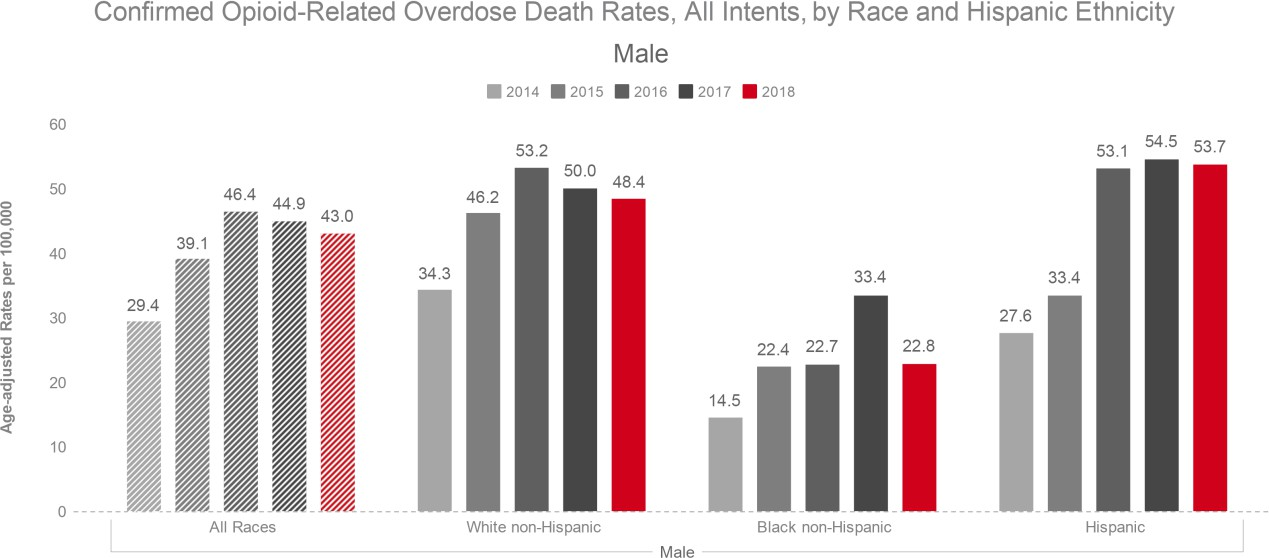 Confirmed Opioid-Related Overdose Death Rates, All Intents, by Race and Hispanic Ethnicity
Male
2014 2015 2016 2017 2018
Age-adjusted Rates per 100,000
60
50
40
30
20
10
0
29.4 39.1 46.4 44.9 43.0
34.3 46.2 53.2 50.0 48.4
14.5 22.4 22.7 33.4 22.8
27.6 33.4 53.1 54.5 53.7
All Races White non-Hispanic Black non-Hispanic Hispanic
Male